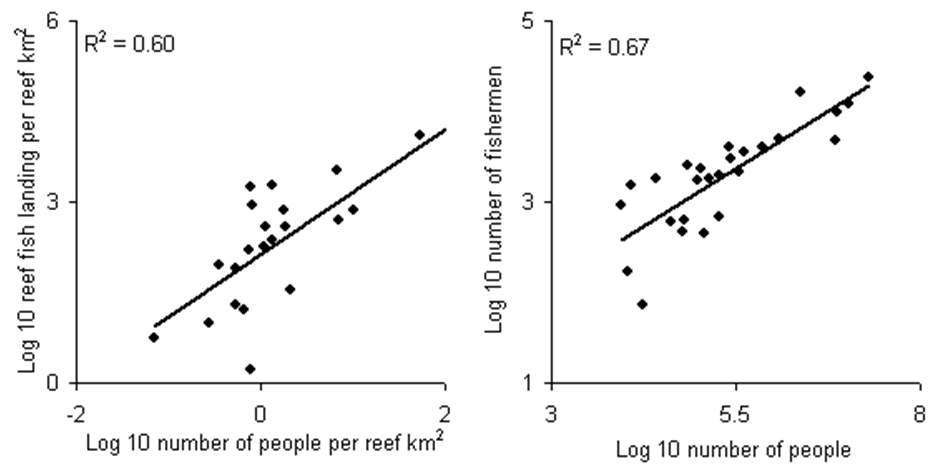 Log 10 reef fish landing per reef km²
6
3
0
R² = 0.60
-2 0 2
Log 10 number of people per reef km²
Log 10 number of fishermen
5
3
1
R² = 0.67
3 5.5 8
Log 10 number of people